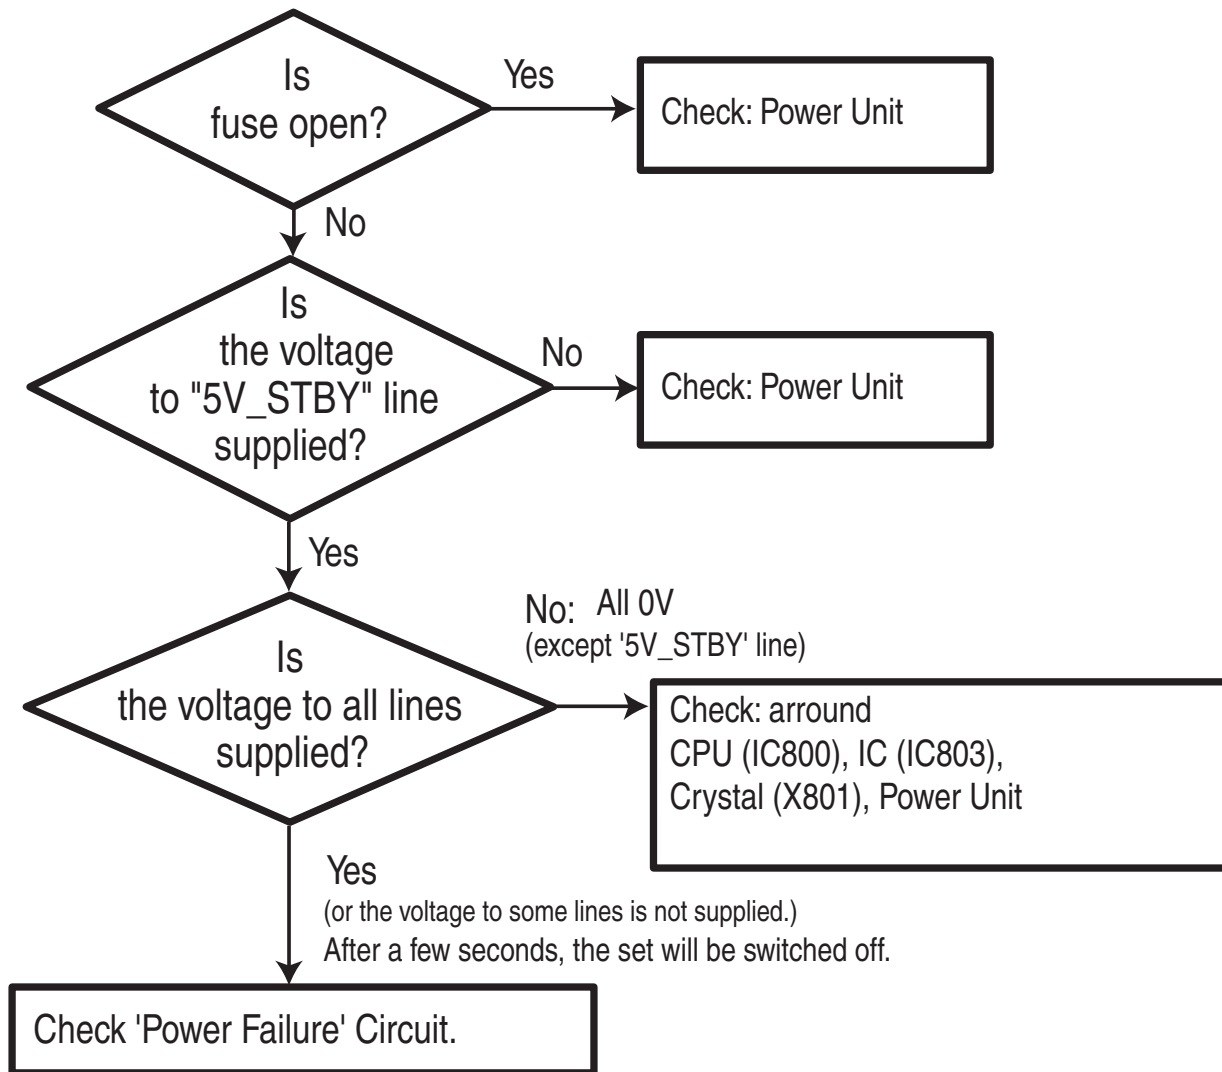 Is
fuse open?
Yes
Check: Power Unit
No
Is
the voltage
to "5V_STBY" line
supplied?
No
Check: Power Unit
Yes
Is
the voltage to all lines
supplied?
No: All 0V
(except '5V_STBY' line)
Check: arround
CPU (IC800), IC (IC803),
Crystal (X801), Power Unit
Yes
(or the voltage to some lines is not supplied.)
After a few seconds, the set will be switched off.
Check 'Power Failure' Circuit.